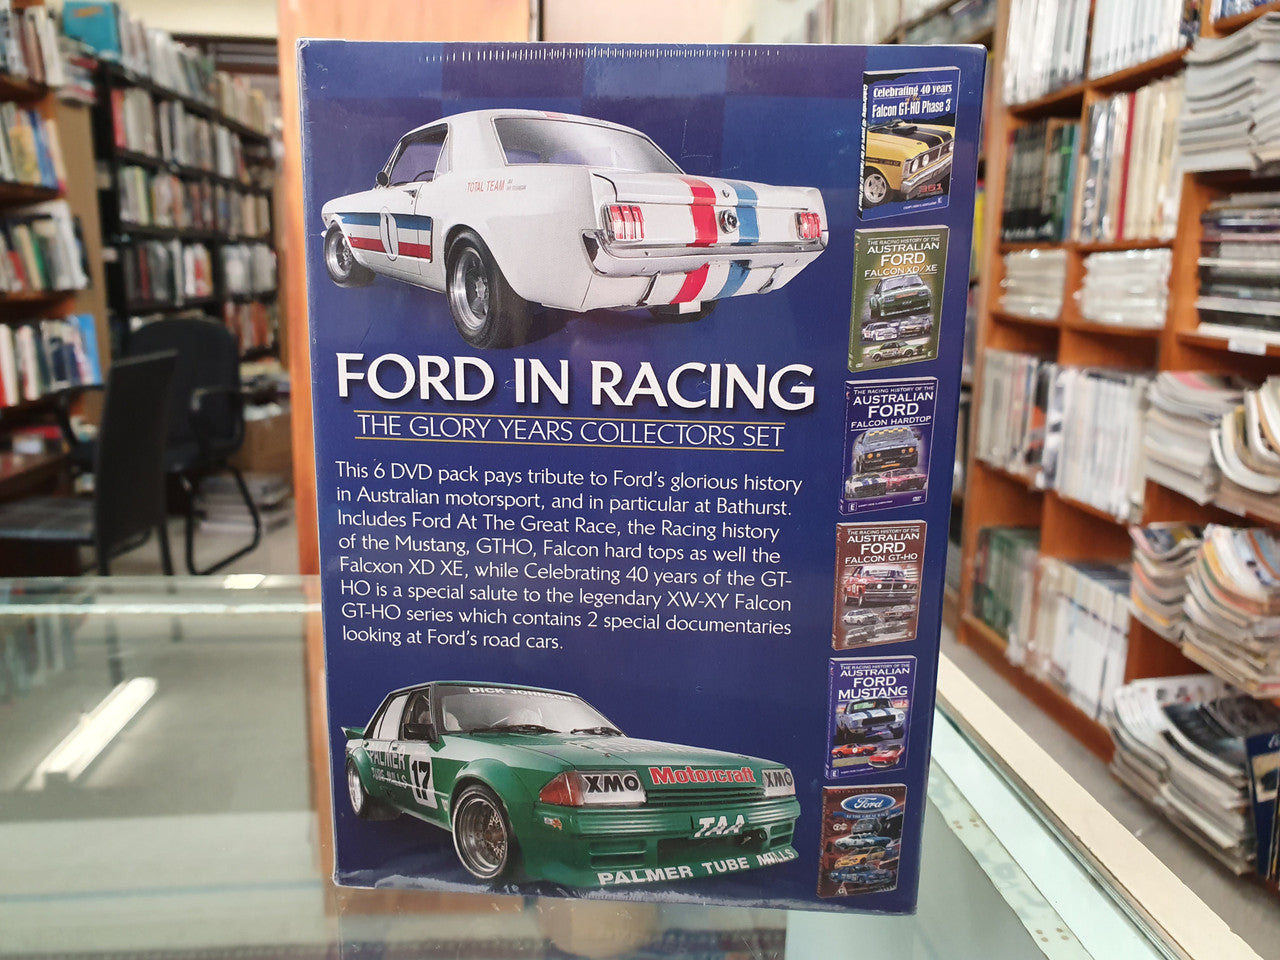 Celebrating 40 years
Falcon GT-HO Phase 3
351
TOTAL TEAM
1
THE RACING HISTORY OF THE
AUSTRALIAN
FORD
FALCON XD/XE
FORD IN RACING
THE GLORY YEARS COLLECTORS SET
THE RACING HISTORY OF THE
AUSTRALIAN
FORD
FALCON HARDTOP
This 6 DVD pack pays tribute to Ford's glorious history
in Australian motorsport, and in particular at Bathurst.
Includes Ford At The Great Race, the Racing history
of the Mustang, GTHO, Falcon hard tops as well the
Falcxon XD XE, while Celebrating 40 years of the GT-
HO is a special salute to the legendary XW-XY Falcon
GT-HO series which contains 2 special documentaries
looking at Ford's road cars.
THE RACING HISTORY OF THE
AUSTRALIAN
FORD
FALCON GT-HO
THE RACING HISTORY OF THE
AUSTRALIAN
FORD
MUSTANG
DICK
PALMER
TUBE MILLS
17
XMO
Motorcraft
XMO
TAA
PALMER TUBE MILLS
Ford